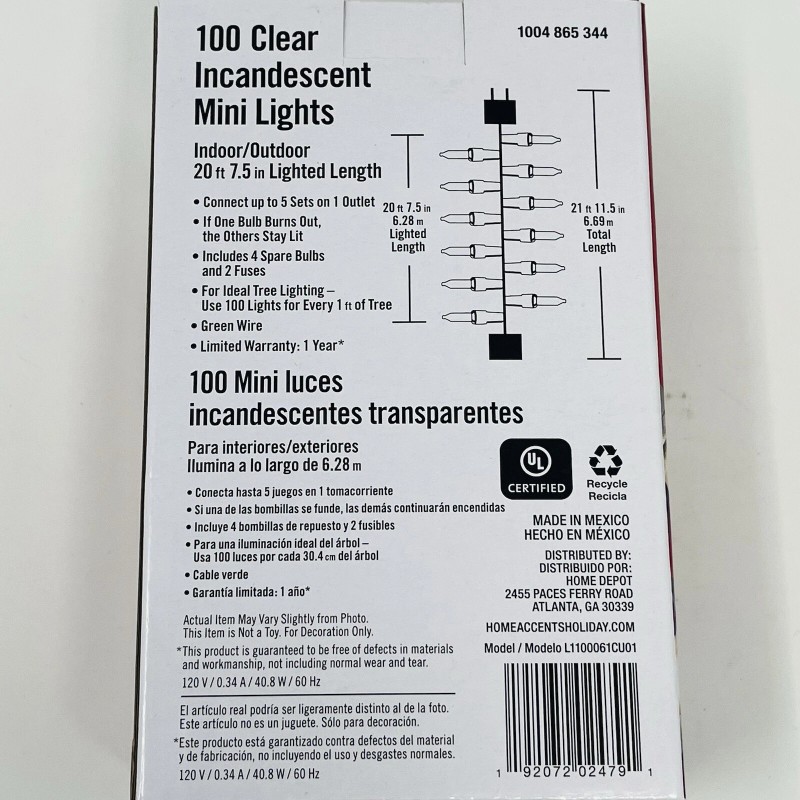 100 Clear
Incandescent
Mini Lights
1004 865 344
Indoor/Outdoor
20 ft 7.5 in Lighted Length
• Connect up to 5 Sets on 1 Outlet
• If One Bulb Burns Out,
the Others Stay Lit
• Includes 4 Spare Bulbs
and 2 Fuses
• For Ideal Tree Lighting –
Use 100 Lights for Every 1 ft of Tree
• Green Wire
• Limited Warranty: 1 Year*
20 ft 7.5 in
6.28 m
Lighted
Length
21 ft 11.5 in
6.69 m
Total
Length
100 Mini luces
incandescentes transparentes
Para interiores/exteriores
Ilumina a lo largo de 6.28 m
• Conecta hasta 5 juegos en 1 tomacorriente
• Si una de las bombillas se funde, las demás continuarán encendidas
• Incluye 4 bombillas de repuesto y 2 fusibles
• Para una iluminación ideal del árbol –
Usa 100 luces por cada 30.4 cm del árbol
• Cable verde
• Garantía limitada: 1 año*
UL
CERTIFIED
Recycle
Recicla
MADE IN MEXICO
HECHO EN MÉXICO
DISTRIBUTED BY:
DISTRIBUIDO POR:
HOME DEPOT
2455 PACES FERRY ROAD
ATLANTA, GA 30339
HOMEACCENTSHOLIDAY.COM
Model / Modelo L1100061CU01
Actual Item May Vary Slightly from Photo.
This Item is Not a Toy. For Decoration Only.
*This product is guaranteed to be free of defects in materials
and workmanship, not including normal wear and tear.
120 V / 0.34 A / 40.8 W / 60 Hz
El artículo real podría ser ligeramente distinto al de la foto.
Este artículo no es un juguete. Sólo para decoración.
*Este producto está garantizado contra defectos del material
y de fabricación, no incluyendo el uso y desgastes normales.
120 V / 0.34 A / 40.8 W / 60 Hz
1 92072 02479 1